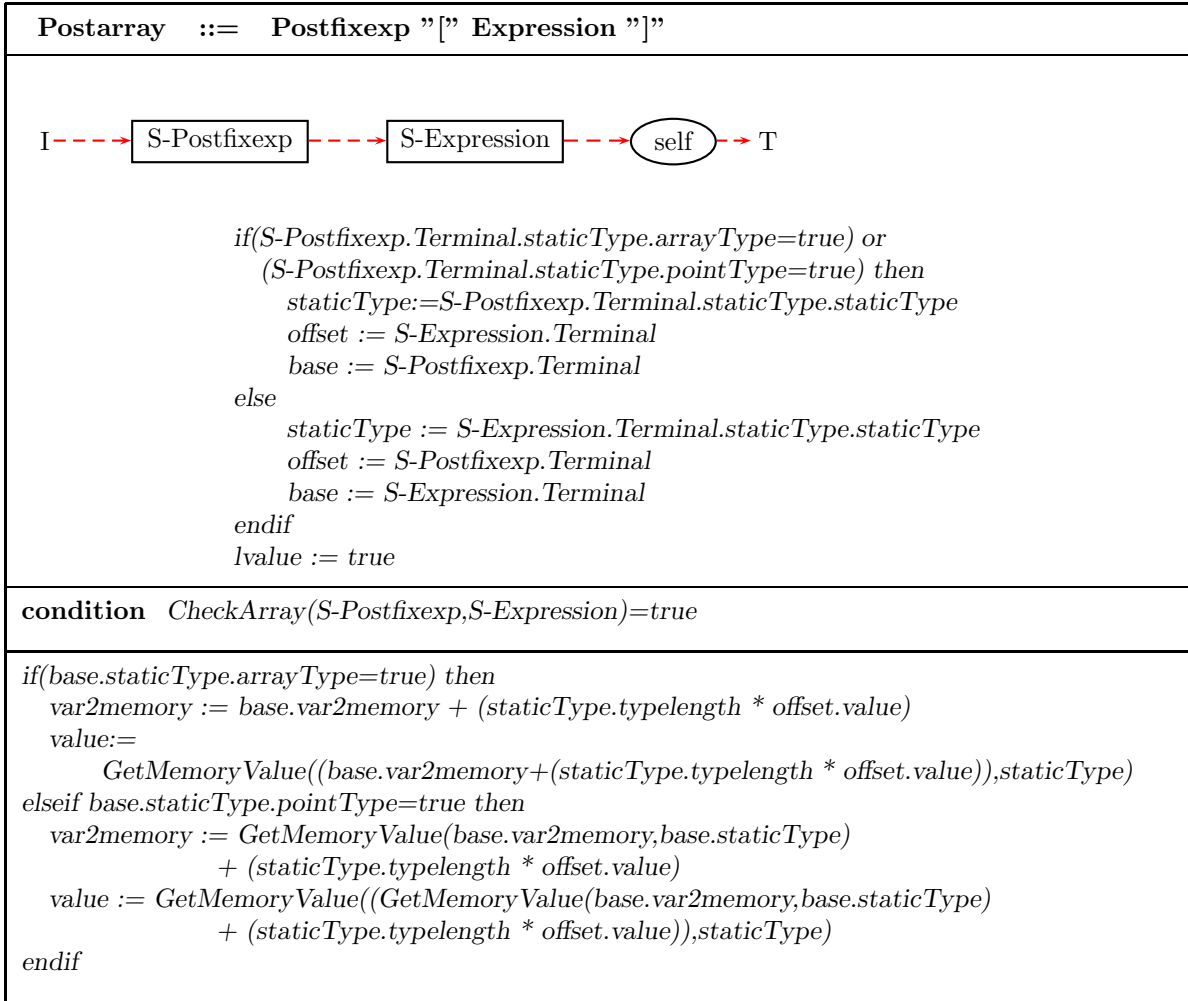 Postarray ::= Postfixexp ”[” Expression ”]”
I S-Postfixexp S-Expression self T
if(S-Postfixexp.Terminal.staticType.arrayType=true) or
(S-Postfixexp.Terminal.staticType.pointType=true) then
staticType:=S-Postfixexp.Terminal.staticType.staticType
offset := S-Expression.Terminal
base := S-Postfixexp.Terminal
else
staticType := S-Expression.Terminal.staticType.staticType
offset := S-Postfixexp.Terminal
base := S-Expression.Terminal
endif
lvalue := true
condition CheckArray(S-Postfixexp,S-Expression)=true
if(base.staticType.arrayType=true) then
var2memory := base.var2memory + (staticType.typelength * offset.value)
value:=
GetMemoryValue((base.var2memory+(staticType.typelength * offset.value)),staticType)
elseif base.staticType.pointType=true then
var2memory := GetMemoryValue(base.var2memory,base.staticType)
+ (staticType.typelength * offset.value)
value := GetMemoryValue((GetMemoryValue(base.var2memory,base.staticType)
+ (staticType.typelength * offset.value)),staticType)
endif